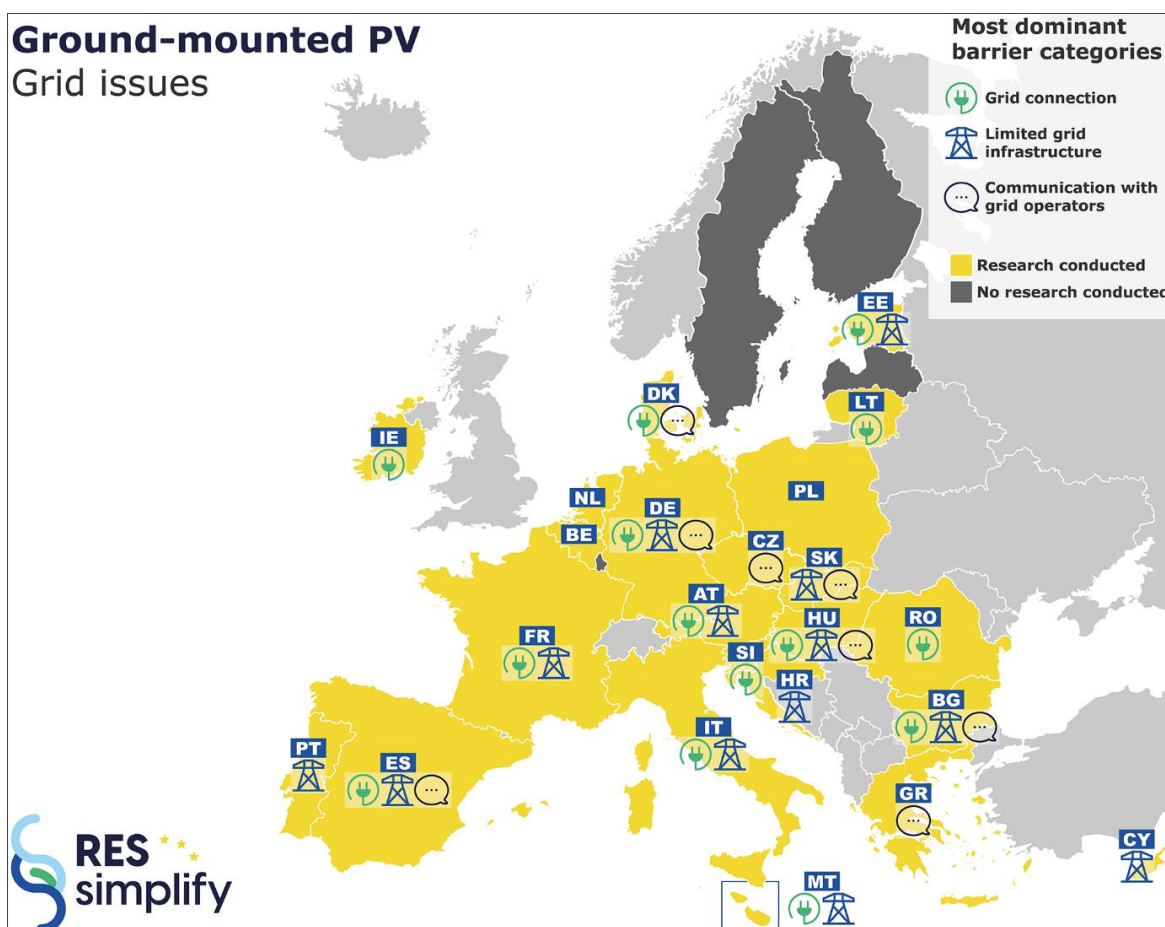 Ground-mounted PV
Grid issues
Most dominant
barrier categories
Grid connection
Limited grid
infrastructure
Communication with
grid operators
Research conducted
No research conducted
EE
LT
DK
IE
NL
BE
DE
PL
CZ
SK
AT
HU
RO
FR
SI
HR
BG
IT
PT
ES
GR
CY
MT
RES
simplify